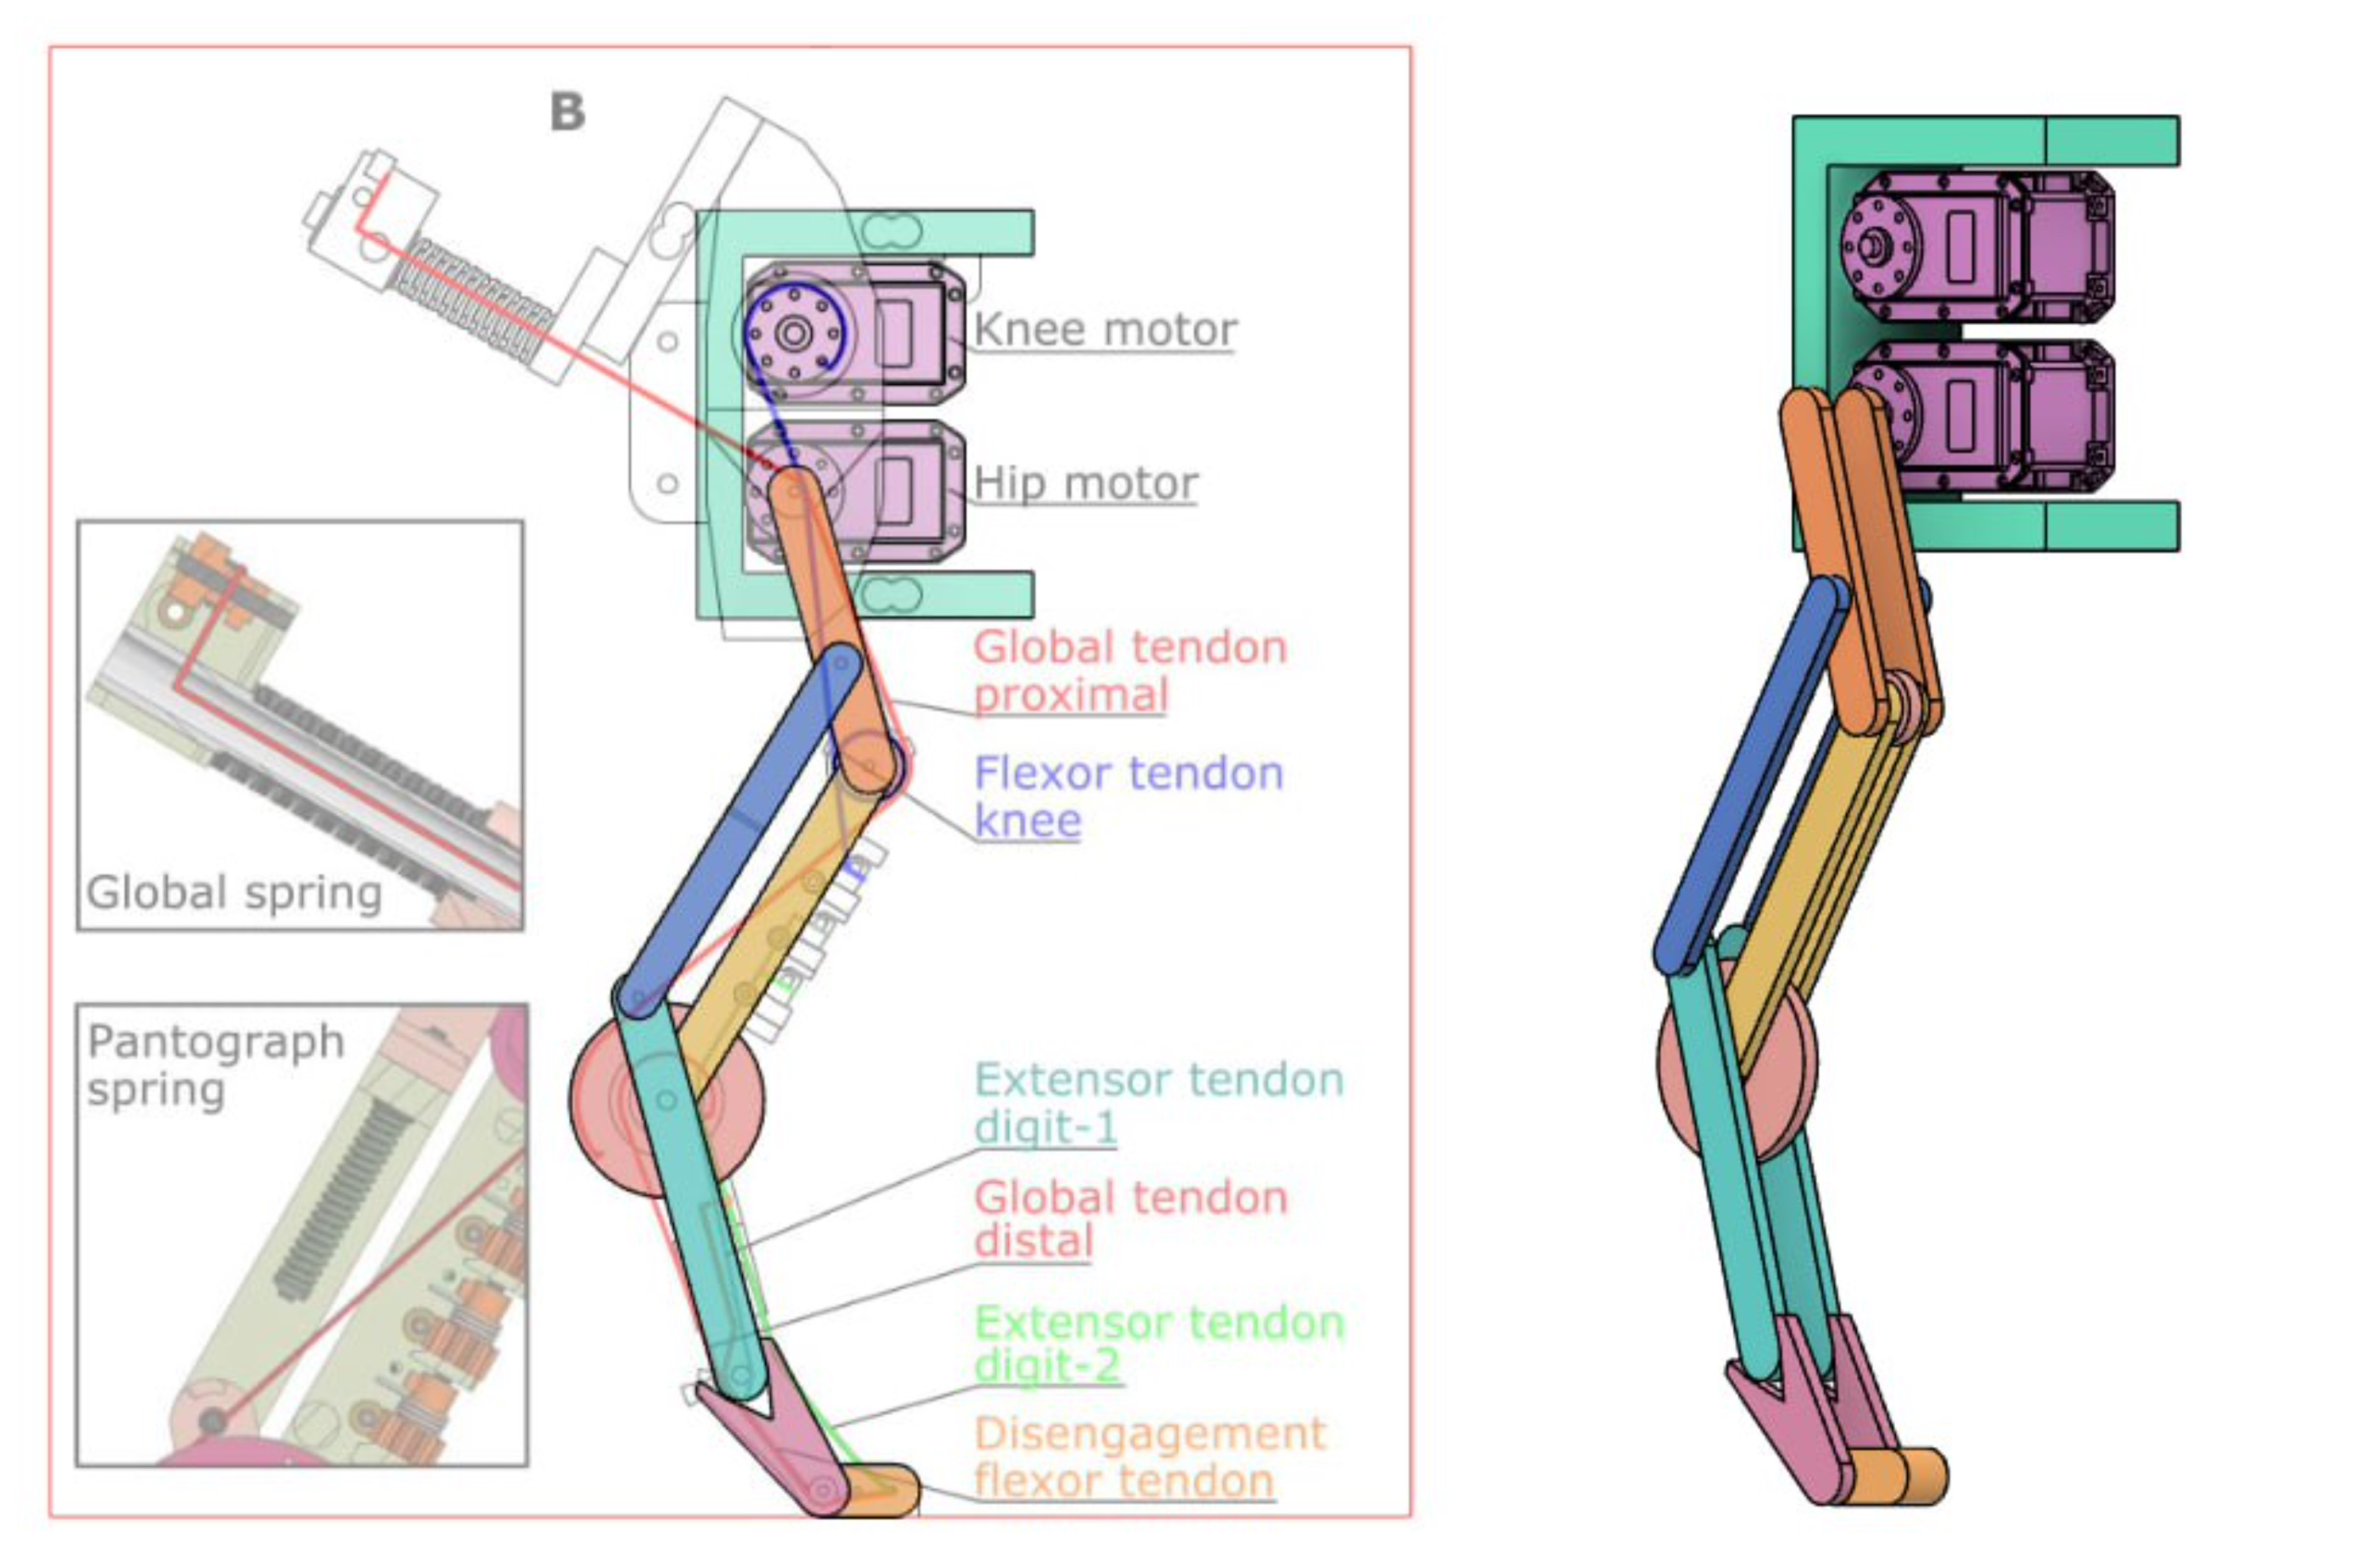 B
Knee motor
Hip motor
Global tendon
proximal
Flexor tendon
knee
Global spring
Pantograph
spring
Extensor tendon
digit-1
Global tendon
distal
Extensor tendon
digit-2
Disengagement
flexor tendon